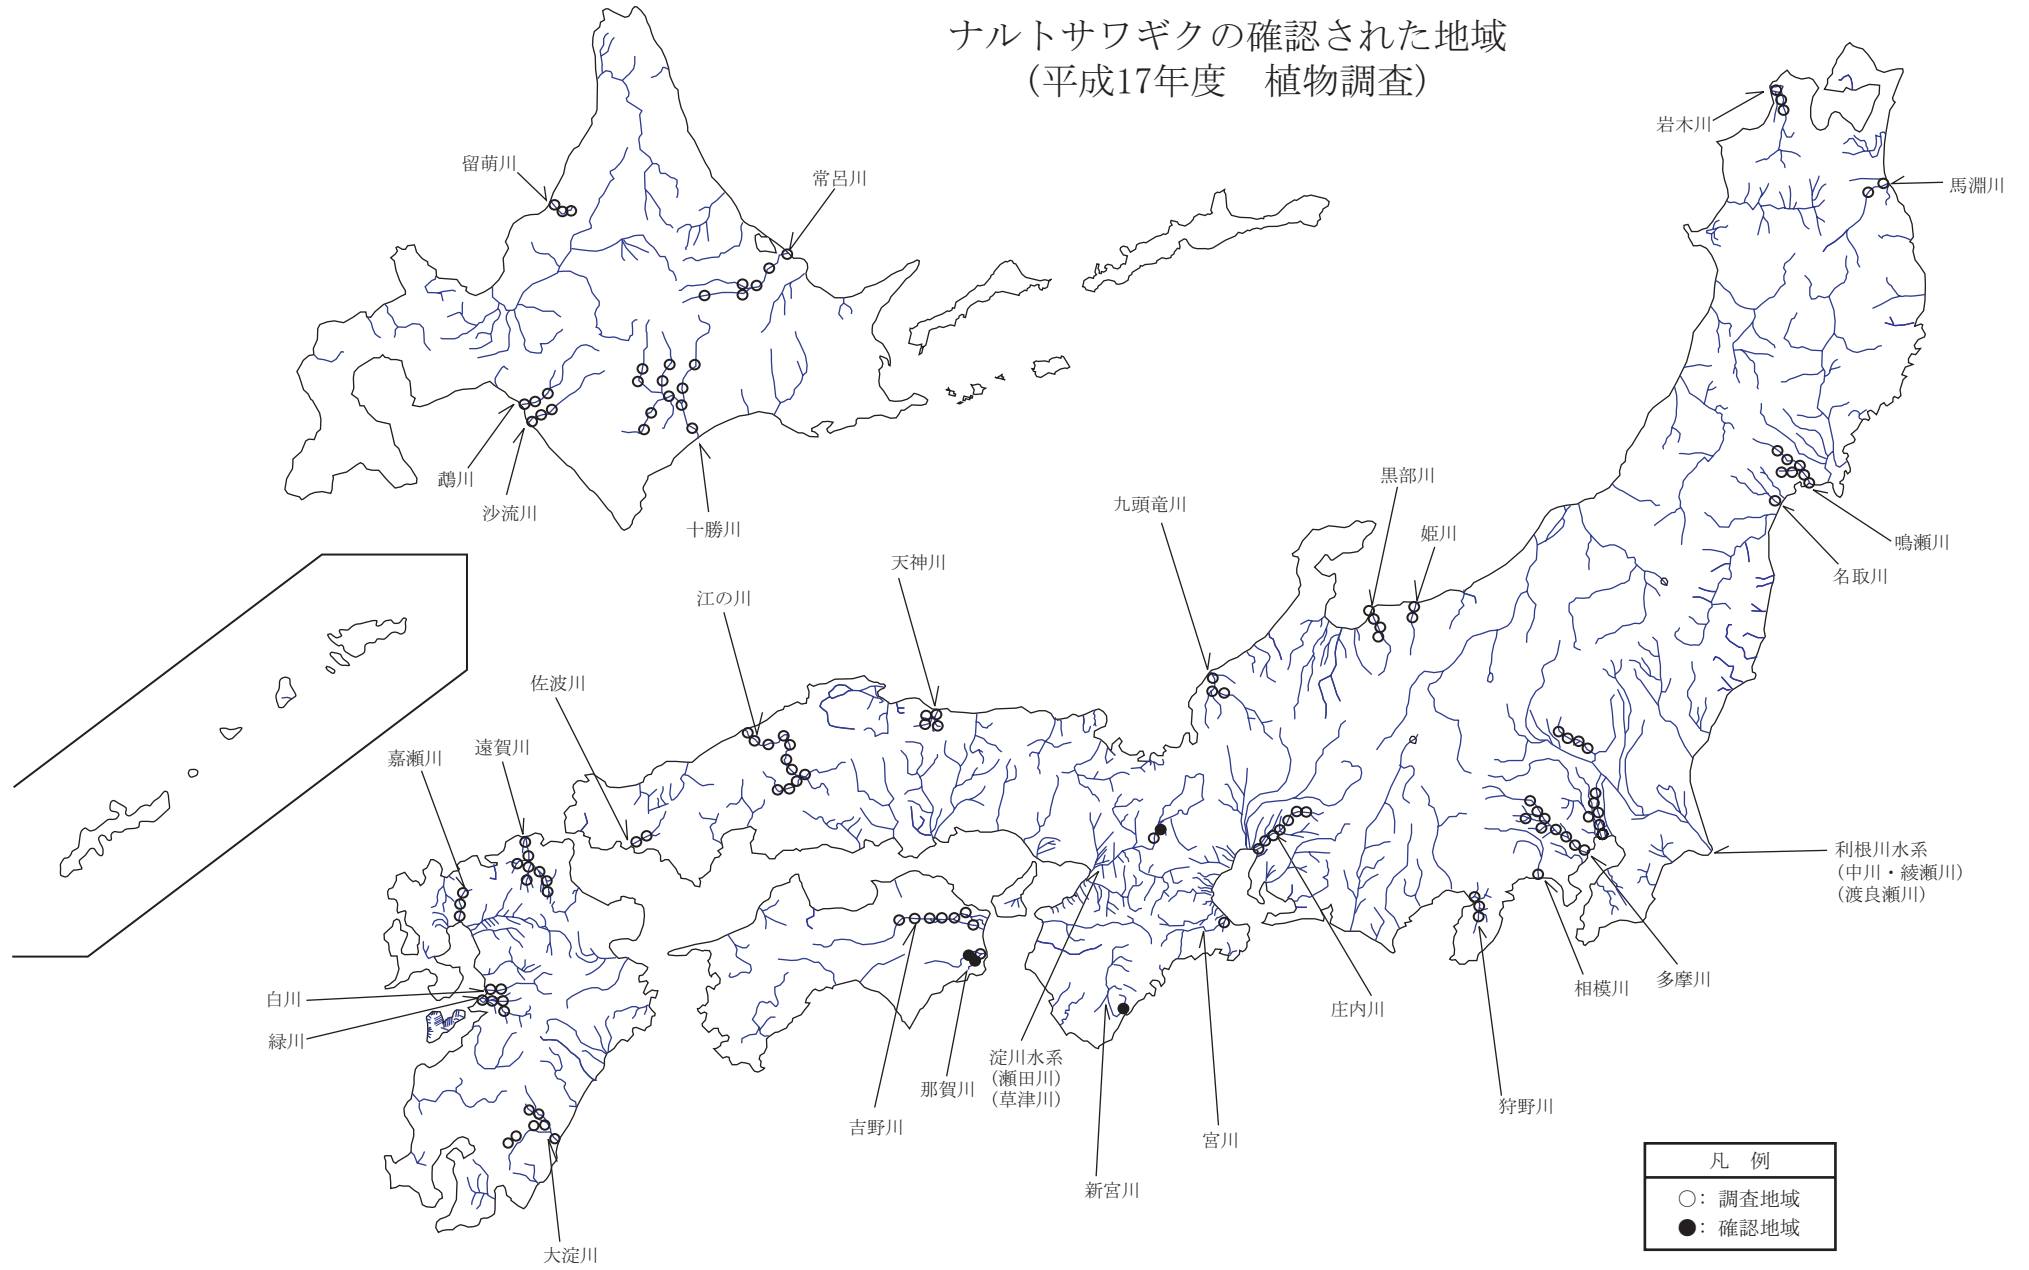 ナルトサワギクの確認された地域
（平成17年度　植物調査）
岩木川
留萌川
常呂川
馬淵川
鵡川
沙流川
十勝川
黒部川
九頭竜川
姫川
鳴瀬川
名取川
天神川
江の川
佐波川
遠賀川
嘉瀬川
利根川水系
（中川・綾瀬川）
（渡良瀬川）
多摩川
相模川
白川
庄内川
緑川
淀川水系
（瀬田川）
（草津川）
那賀川
狩野川
吉野川
宮川
新宮川
大淀川
凡　例
○：調査地域
●：確認地域